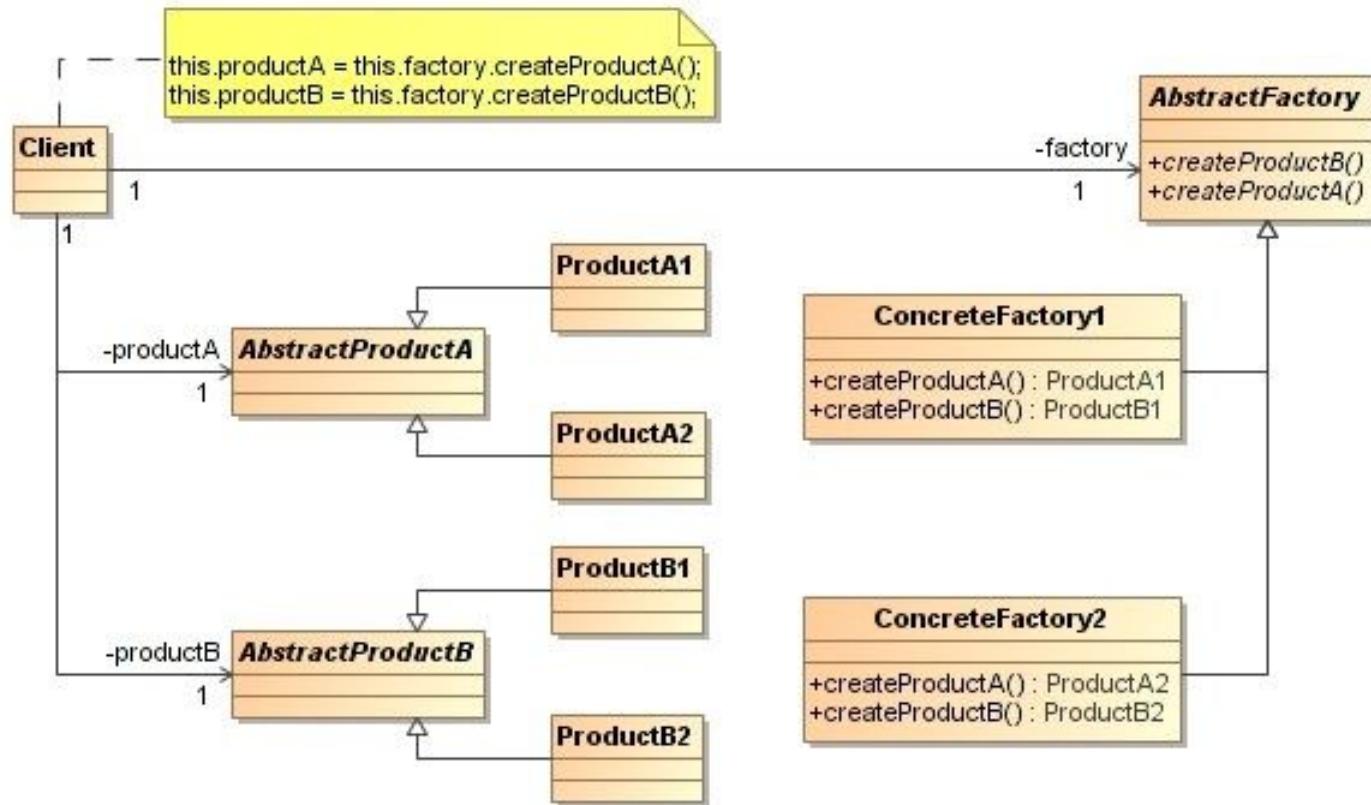 this.productA = this.factory.createProductA();
this.productB = this.factory.createProductB();
AbstractFactory
+createProductB()
+createProductA()
Client
-factory
1
1
1
ProductA1
-productA
1
AbstractProductA
ProductA2
ConcreteFactory1
+createProductA() : ProductA1
+createProductB() : ProductB1
ProductB1
-productB
1
AbstractProductB
ProductB2
ConcreteFactory2
+createProductA() : ProductA2
+createProductB() : ProductB2